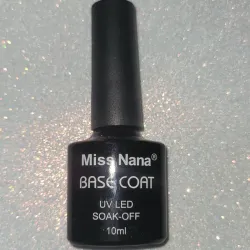 Miss Nana®
BASE COAT
UV LED
SOAK-OFF
10ml